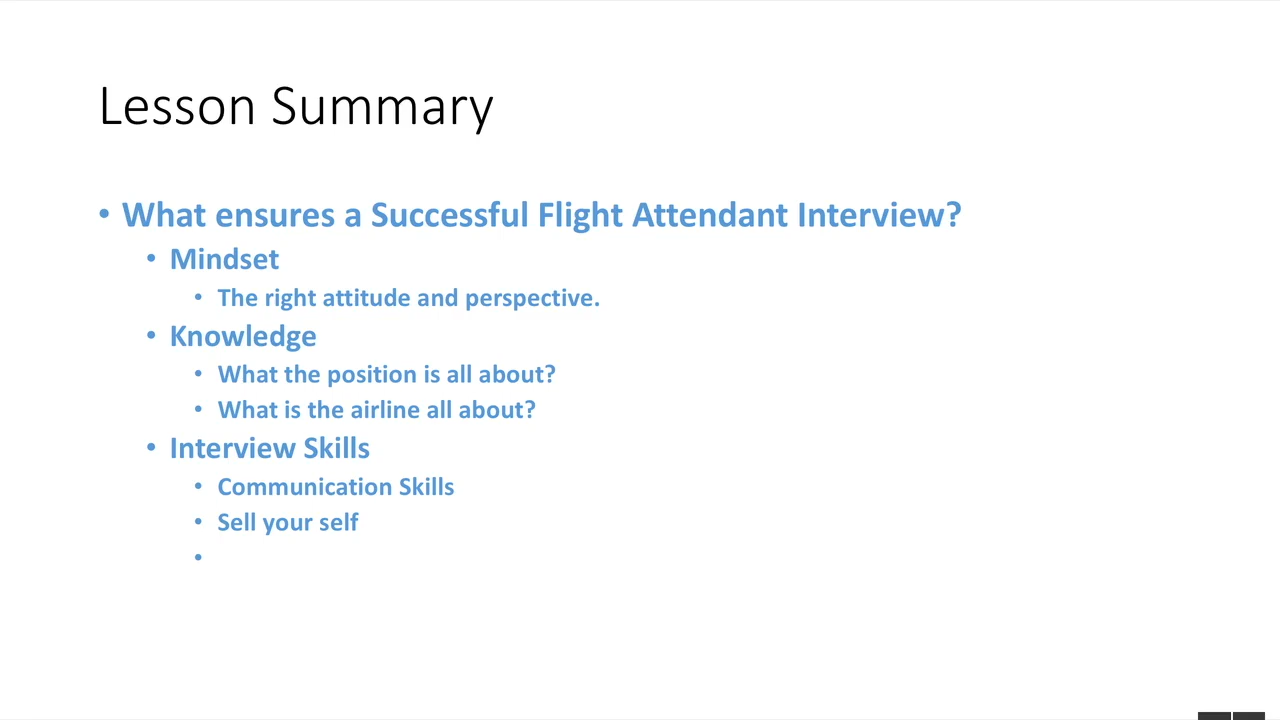 Lesson Summary
• What ensures a Successful Flight Attendant Interview?
• Mindset
• The right attitude and perspective.
• Knowledge
• What the position is all about?
• What is the airline all about?
• Interview Skills
• Communication Skills
• Sell your self
•